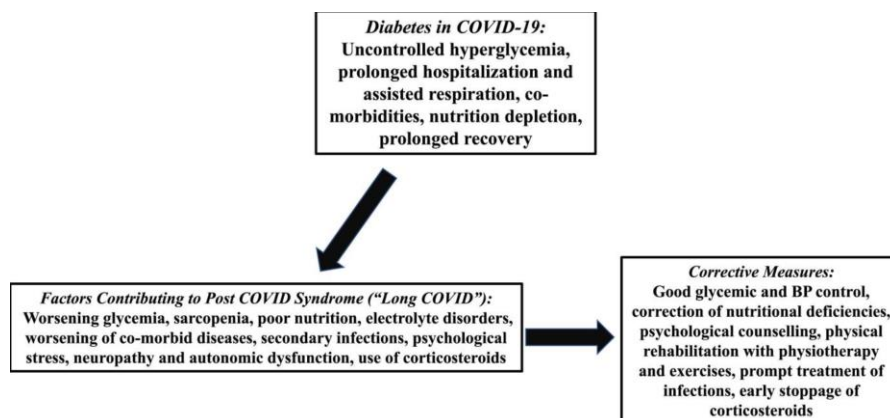 Diabetes in COVID-19:
Uncontrolled hyperglycemia,
prolonged hospitalization and
assisted respiration, co-
morbidities, nutrition depletion,
prolonged recovery
Factors Contributing to Post COVID Syndrome (“Long COVID”):
Worsening glycemia, sarcopenia, poor nutrition, electrolyte disorders,
worsening of co-morbid diseases, secondary infections, psychological
stress, neuropathy and autonomic dysfunction, use of corticosteroids
Corrective Measures:
Good glycemic and BP control,
correction of nutritional deficiencies,
psychological counselling, physical
rehabilitation with physiotherapy
and exercises, prompt treatment of
infections, early stoppage of
corticosteroids